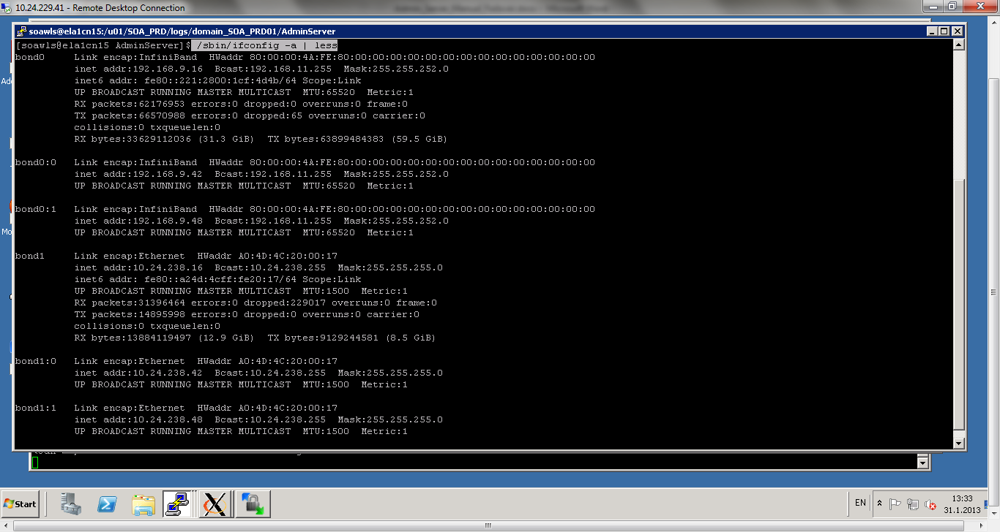 10.24.229.41 - Remote Desktop Connection
soawls@ela1cn15:/u01/SOA_PRD/logs/domain_SOA_PRD01/AdminServer
[soawls@ela1cn15 AdminServer]$ /sbin/ifconfig -a | less
bond0 Link encap:InfiniBand HWaddr 80:00:00:4A:FE:80:00:00:00:00:00:00:00:00:00:00:00:00:00:00
inet addr:192.168.9.16 Bcast:192.168.11.255 Mask:255.255.252.0
inet6 addr: fe80::221:2800:1cf:4d4b/64 Scope:Link
UP BROADCAST RUNNING MASTER MULTICAST MTU:65520 Metric:1
RX packets:62176953 errors:0 dropped:0 overruns:0 frame:0
TX packets:66570988 errors:0 dropped:65 overruns:0 carrier:0
collisions:0 txqueuelen:0
RX bytes:33629112036 (31.3 GiB) TX bytes:63899484383 (59.5 GiB)
bond0:0 Link encap:InfiniBand HWaddr 80:00:00:4A:FE:80:00:00:00:00:00:00:00:00:00:00:00:00:00:00
inet addr:192.168.9.42 Bcast:192.168.11.255 Mask:255.255.252.0
UP BROADCAST RUNNING MASTER MULTICAST MTU:65520 Metric:1
bond0:1 Link encap:InfiniBand HWaddr 80:00:00:4A:FE:80:00:00:00:00:00:00:00:00:00:00:00:00:00:00
inet addr:192.168.9.48 Bcast:192.168.11.255 Mask:255.255.252.0
UP BROADCAST RUNNING MASTER MULTICAST MTU:65520 Metric:1
bond1 Link encap:Ethernet HWaddr A0:4D:4C:20:00:17
inet addr:10.24.238.16 Bcast:10.24.238.255 Mask:255.255.255.0
inet6 addr: fe80::a24d:4cff:fe20:17/64 Scope:Link
UP BROADCAST RUNNING MASTER MULTICAST MTU:1500 Metric:1
RX packets:31396464 errors:0 dropped:229017 overruns:0 frame:0
TX packets:14895998 errors:0 dropped:0 overruns:0 carrier:0
collisions:0 txqueuelen:0
RX bytes:13884119497 (12.9 GiB) TX bytes:9129244581 (8.5 GiB)
bond1:0 Link encap:Ethernet HWaddr A0:4D:4C:20:00:17
inet addr:10.24.238.42 Bcast:10.24.238.255 Mask:255.255.255.0
UP BROADCAST RUNNING MASTER MULTICAST MTU:1500 Metric:1
bond1:1 Link encap:Ethernet HWaddr A0:4D:4C:20:00:17
inet addr:10.24.238.48 Bcast:10.24.238.255 Mask:255.255.255.0
UP BROADCAST RUNNING MASTER MULTICAST MTU:1500 Metric:1
Start
EN
13:33
31.1.2013